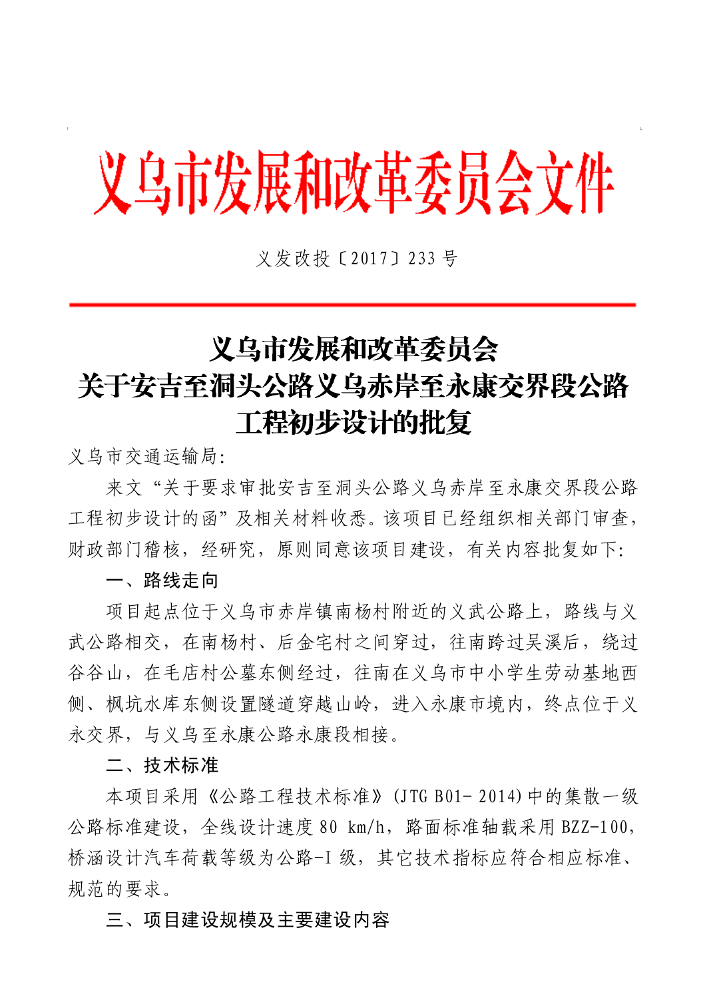 义乌市发展和改革委员会文件
义发改投〔2017〕233 号
义乌市发展和改革委员会
关于安吉至洞头公路义乌赤岸至永康交界段公路
工程初步设计的批复
义乌市交通运输局：
来文“关于要求审批安吉至洞头公路义乌赤岸至永康交界段公路
工程初步设计的函”及相关材料收悉。该项目已经组织相关部门审查，
财政部门稽核，经研究，原则同意该项目建设，有关内容批复如下：
一、路线走向
项目起点位于义乌市赤岸镇南杨村附近的义武公路上，路线与义
武公路相交，在南杨村、后金宅村之间穿过，往南跨过吴溪后，绕过
谷谷山，在毛店村公墓东侧经过，往南在义乌市中小学生劳动基地西
侧、枫坑水库东侧设置隧道穿越山岭，进入永康市境内，终点位于义
永交界，与义乌至永康公路永康段相接。
二、技术标准
本项目采用《公路工程技术标准》(JTG B01- 2014)中的集散一级
公路标准建设，全线设计速度 80 km/h，路面标准轴载采用 BZZ-100，
桥涵设计汽车荷载等级为公路-I 级，其它技术指标应符合相应标准、
规范的要求。
三、项目建设规模及主要建设内容